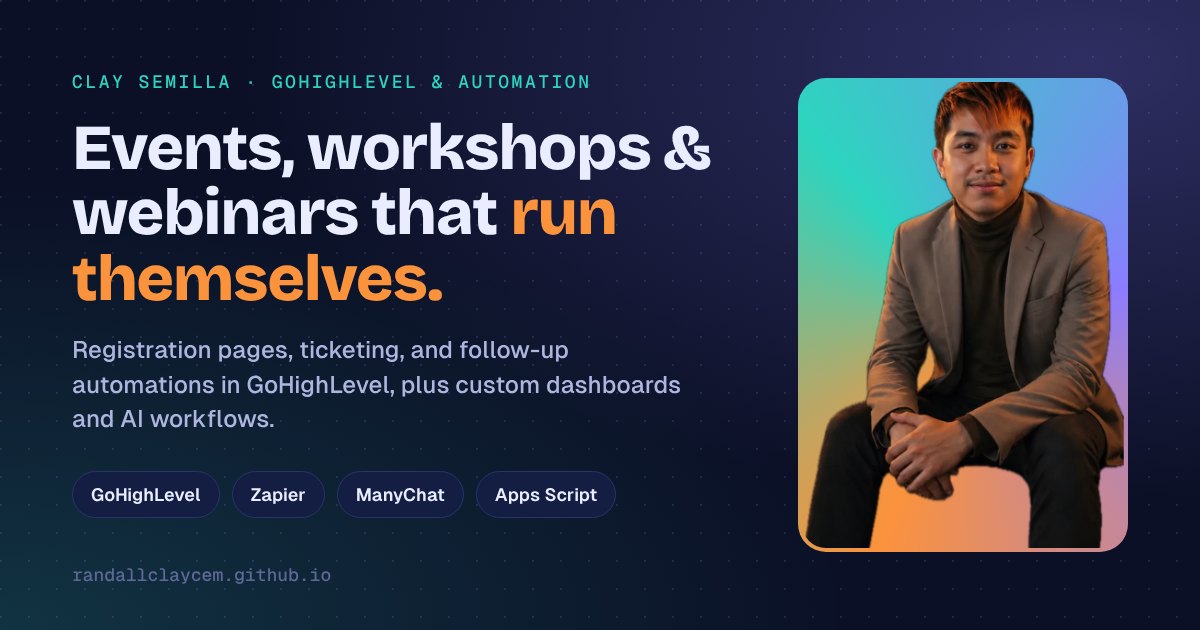 CLAY SEMILLA · GOHIGHLEVEL & AUTOMATION
Events, workshops &
webinars that run
themselves.
Registration pages, ticketing, and follow-up
automations in GoHighLevel, plus custom dashboards
and AI workflows.
GoHighLevel Zapier ManyChat Apps Script
randallclaycem.github.io